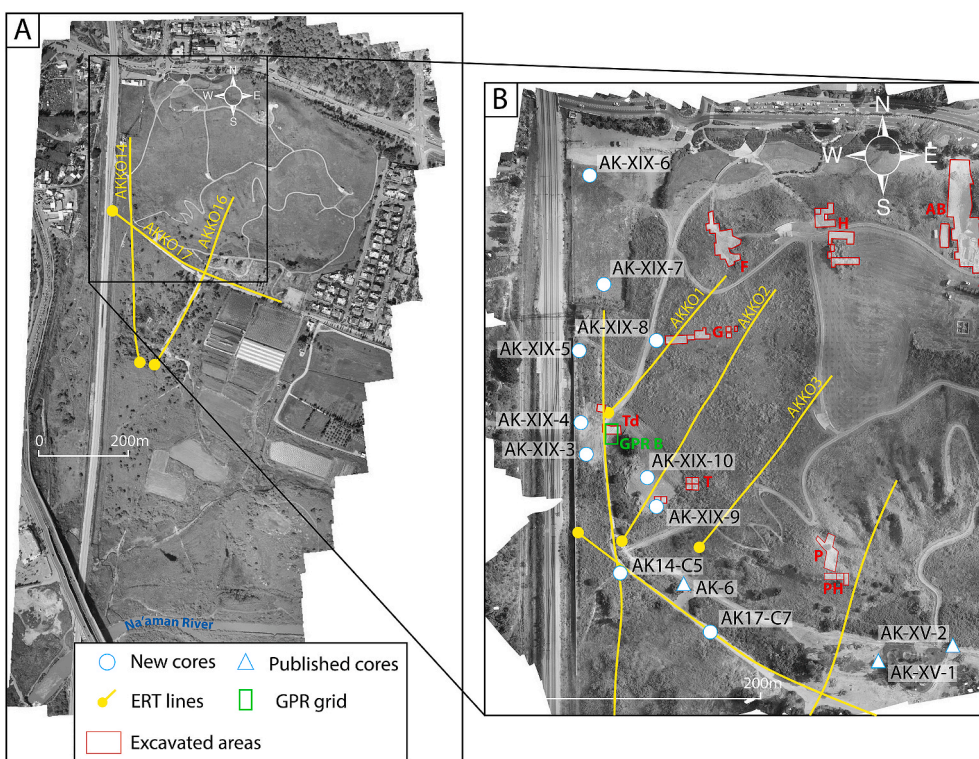 A
N
W
E
S
AKKO14
AKKO17
AKKO16
0
200m
Na'aman River
New cores
Published cores
ERT lines
GPR grid
Excavated areas
B
N
W
E
S
AK-XIX-6
AB
H
F
AK-XIX-7
AKKO1
AKKO2
AK-XIX-8
G
AK-XIX-5
AKKO3
AK-XIX-4
Td
GPR B
AK-XIX-3
AK-XIX-10
T
AK-XIX-9
P
AK14-C5
AK-6
PH
AK17-C7
AK-XV-2
AK-XV-1
200m